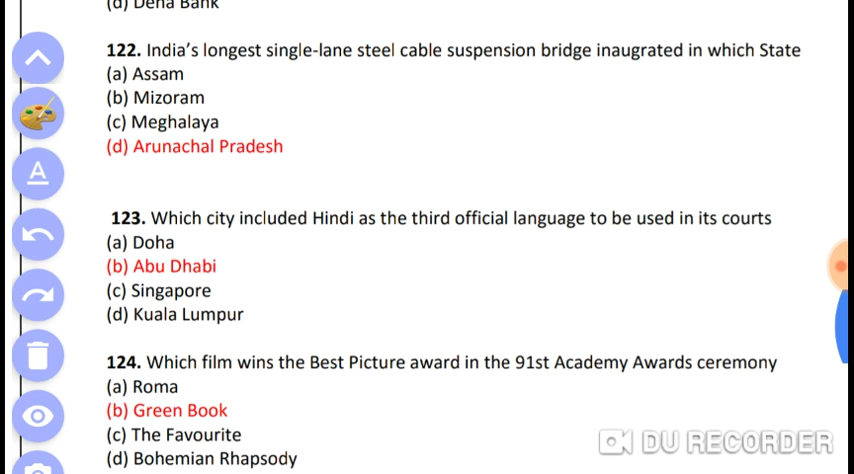 (d) Dena Bank
122. India's longest single-lane steel cable suspension bridge inaugrated in which State
(a) Assam
(b) Mizoram
(c) Meghalaya
(d) Arunachal Pradesh
123. Which city included Hindi as the third official language to be used in its courts
(a) Doha
(b) Abu Dhabi
(c) Singapore
(d) Kuala Lumpur
124. Which film wins the Best Picture award in the 91st Academy Awards ceremony
(a) Roma
(b) Green Book
(c) The Favourite
(d) Bohemian Rhapsody
A
DU RECORDER